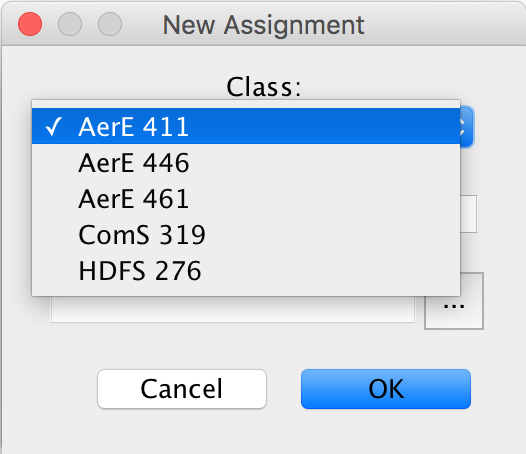 New Assignment
Class:
✓ AerE 411
AerE 446
AerE 461
ComS 319
HDFS 276
...
Cancel
OK